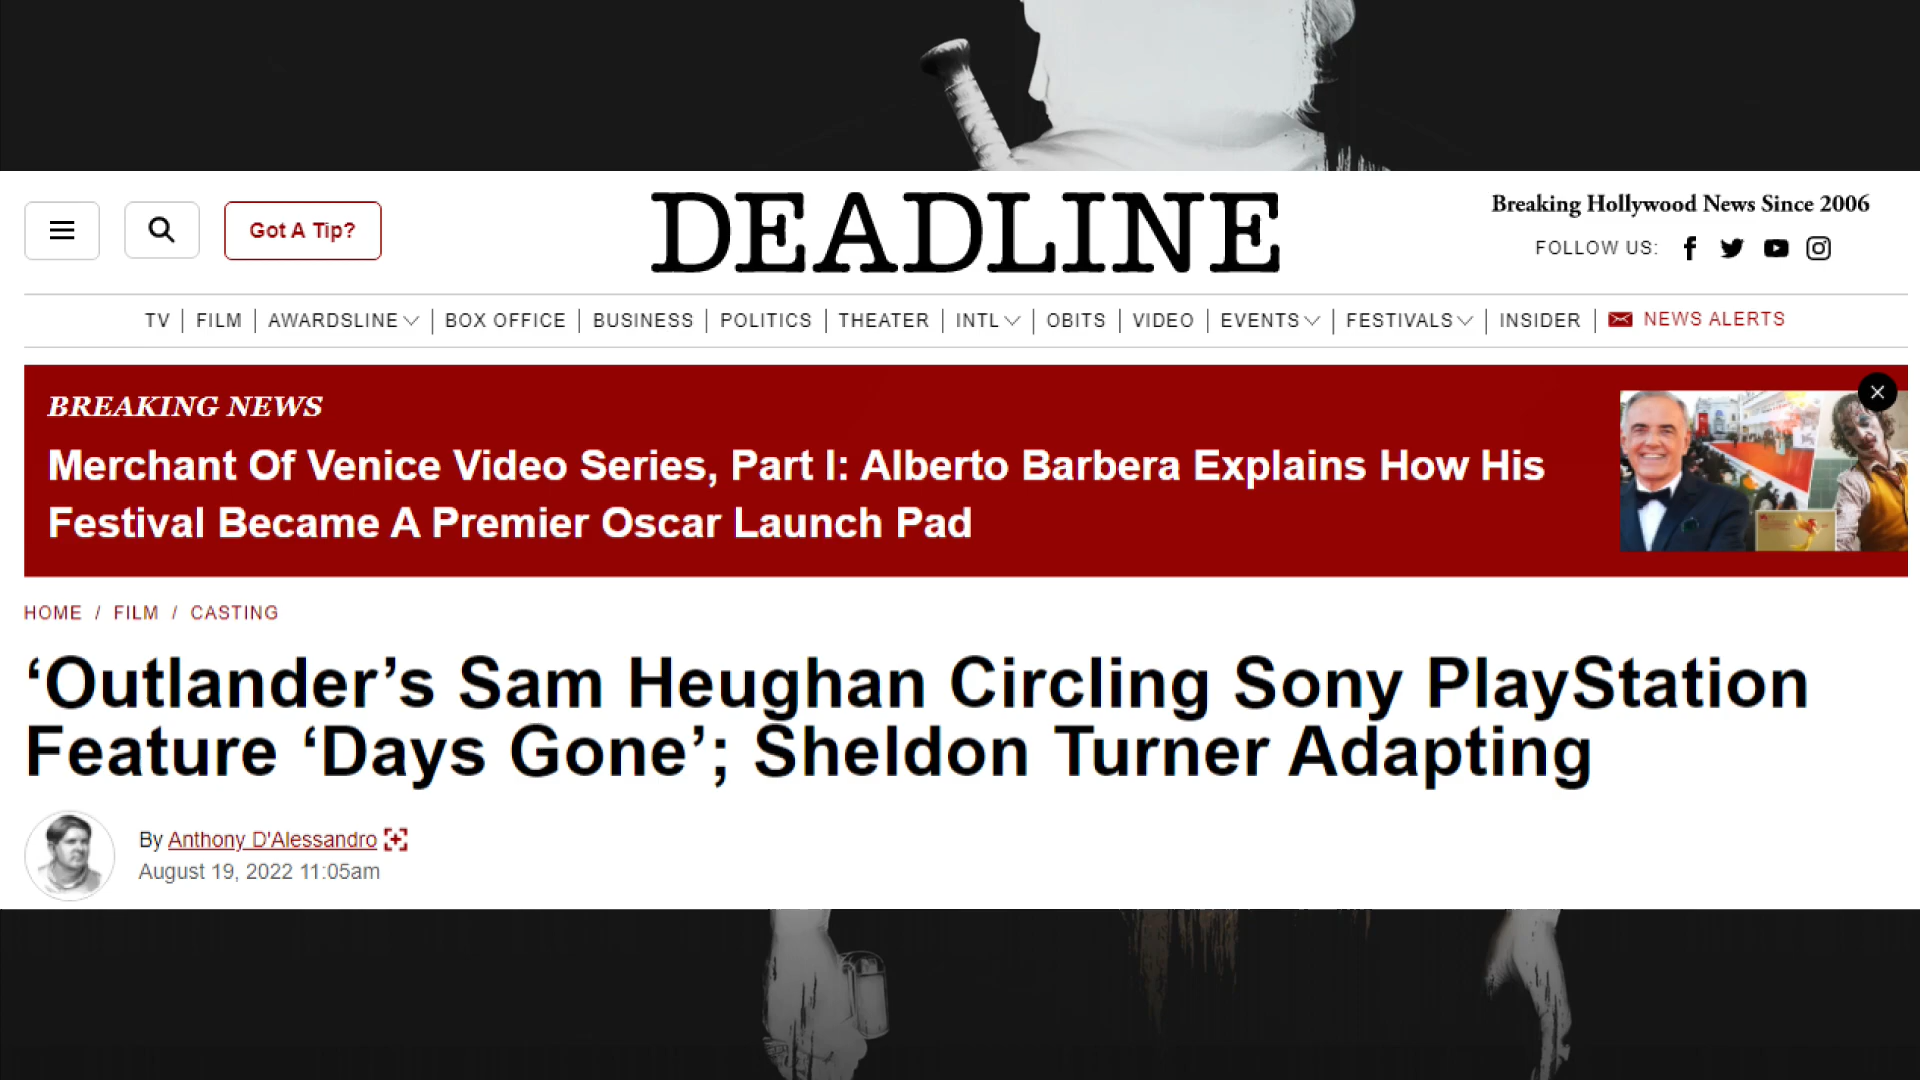 Got A Tip?
DEADLINE
Breaking Hollywood News Since 2006
FOLLOW US:
TV | FILM | AWARDSLINE | BOX OFFICE | BUSINESS | POLITICS | THEATER | INTL | OBITS | VIDEO | EVENTS | FESTIVALS | INSIDER | NEWS ALERTS
BREAKING NEWS
Merchant Of Venice Video Series, Part I: Alberto Barbera Explains How His
Festival Became A Premier Oscar Launch Pad
HOME / FILM / CASTING
‘Outlander’s Sam Heughan Circling Sony PlayStation
Feature ‘Days Gone’; Sheldon Turner Adapting
By Anthony D'Alessandro
August 19, 2022 11:05am